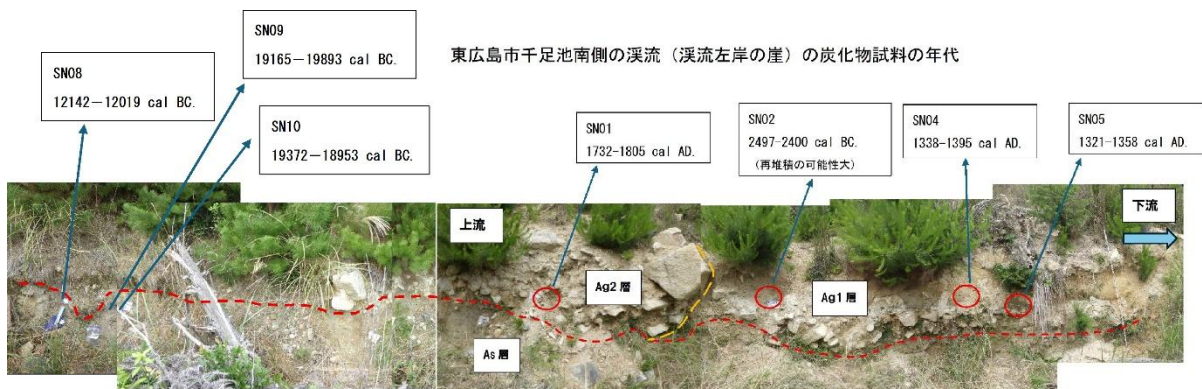 東広島市千足池南側の渓流（渓流左岸の崖）の炭化物試料の年代
SN08
12142－12019 cal BC.
SN09
19165－19893 cal BC.
SN10
19372－18953 cal BC.
SN01
1732－1805 cal AD.
SN02
2497-2400 cal BC.
（再堆積の可能性大）
SN04
1338-1395 cal AD.
SN05
1321-1358 cal AD.
上流
下流
Ag2 層
Ag1 層
As 層